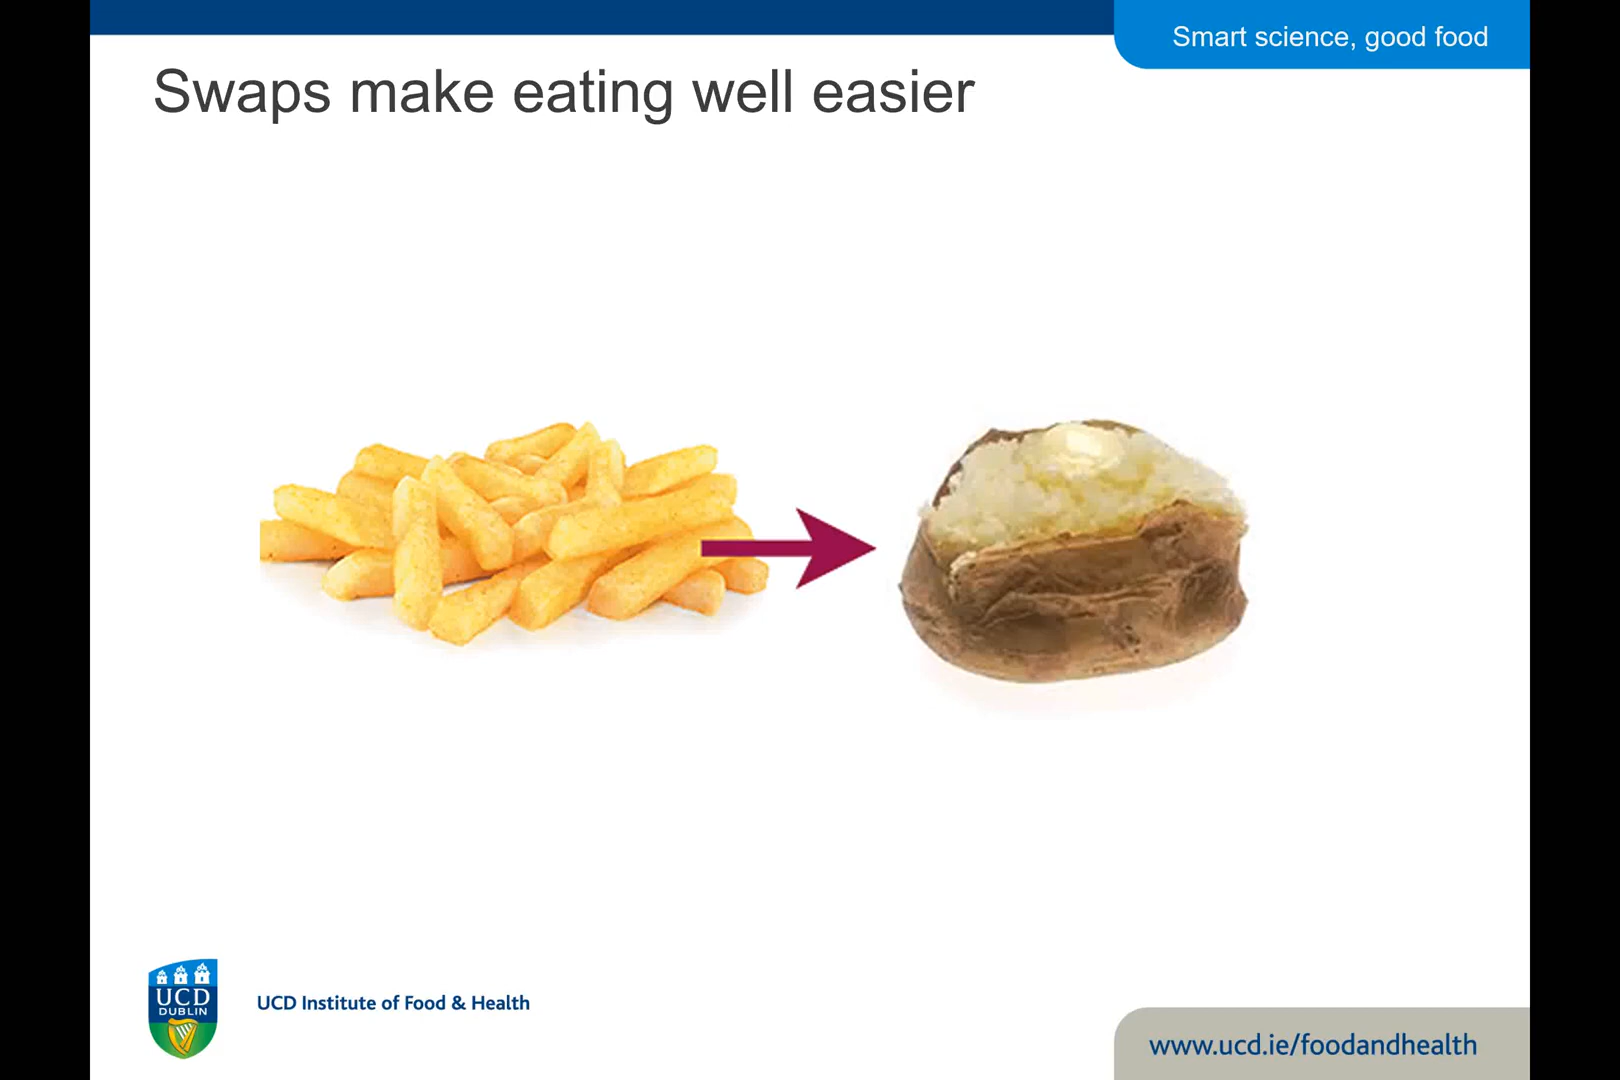 Smart science, good food
Swaps make eating well easier
UCD
DUBLIN
UCD Institute of Food & Health
www.ucd.ie/foodandhealth